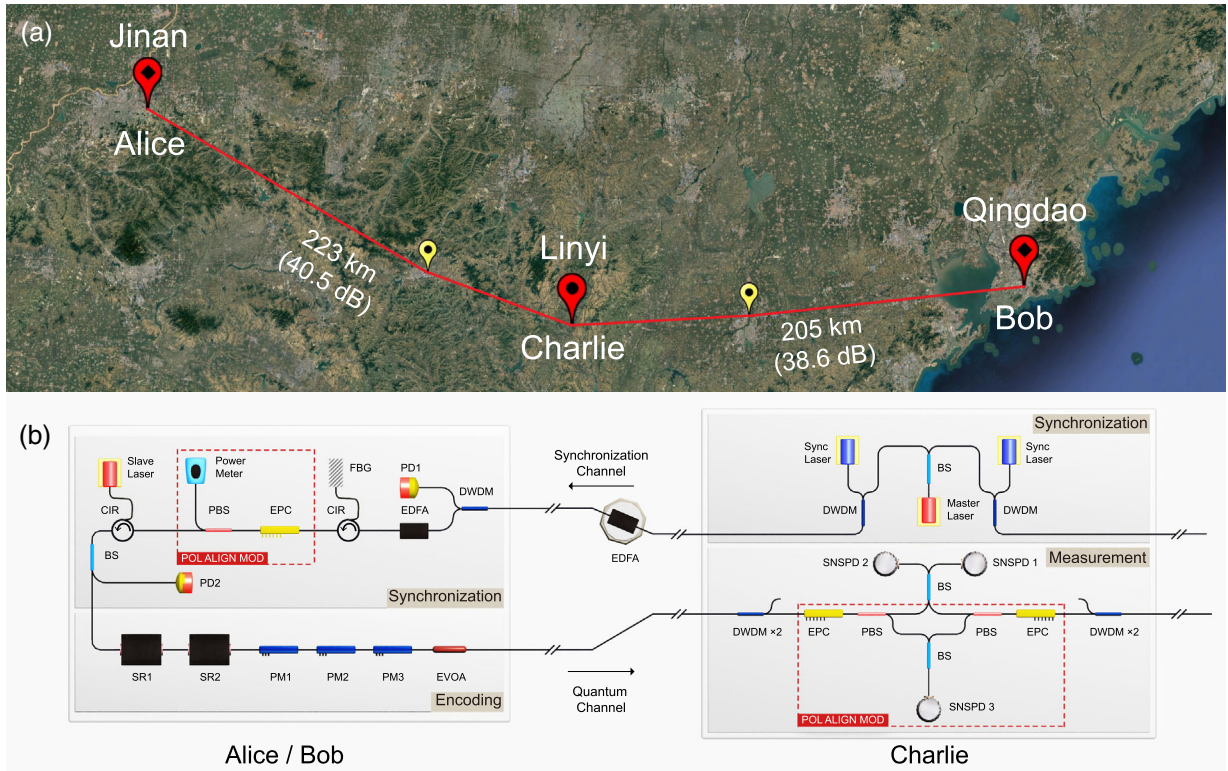 (a)
Jinan
Alice
Linyi
Qingdao
223 km
(40.5 dB)
Charlie
205 km
(38.6 dB)
Bob
(b)
Slave
Laser
Power
Meter
FBG
PD1
DWDM
CIR
PBS
EPC
CIR
EDFA
BS
POL ALIGN MOD
PD2
Synchronization
SR1
SR2
PM1
PM2
PM3
EVOA
Encoding
Alice / Bob
Synchronization
Channel
EDFA
Quantum
Channel
Synchronization
Sync
Laser
BS
Sync
Laser
DWDM
Master
Laser
DWDM
Measurement
SNSPD 2
SNSPD 1
BS
DWDM ×2
EPC
PBS
PBS
EPC
DWDM ×2
BS
SNSPD 3
POL ALIGN MOD
Charlie